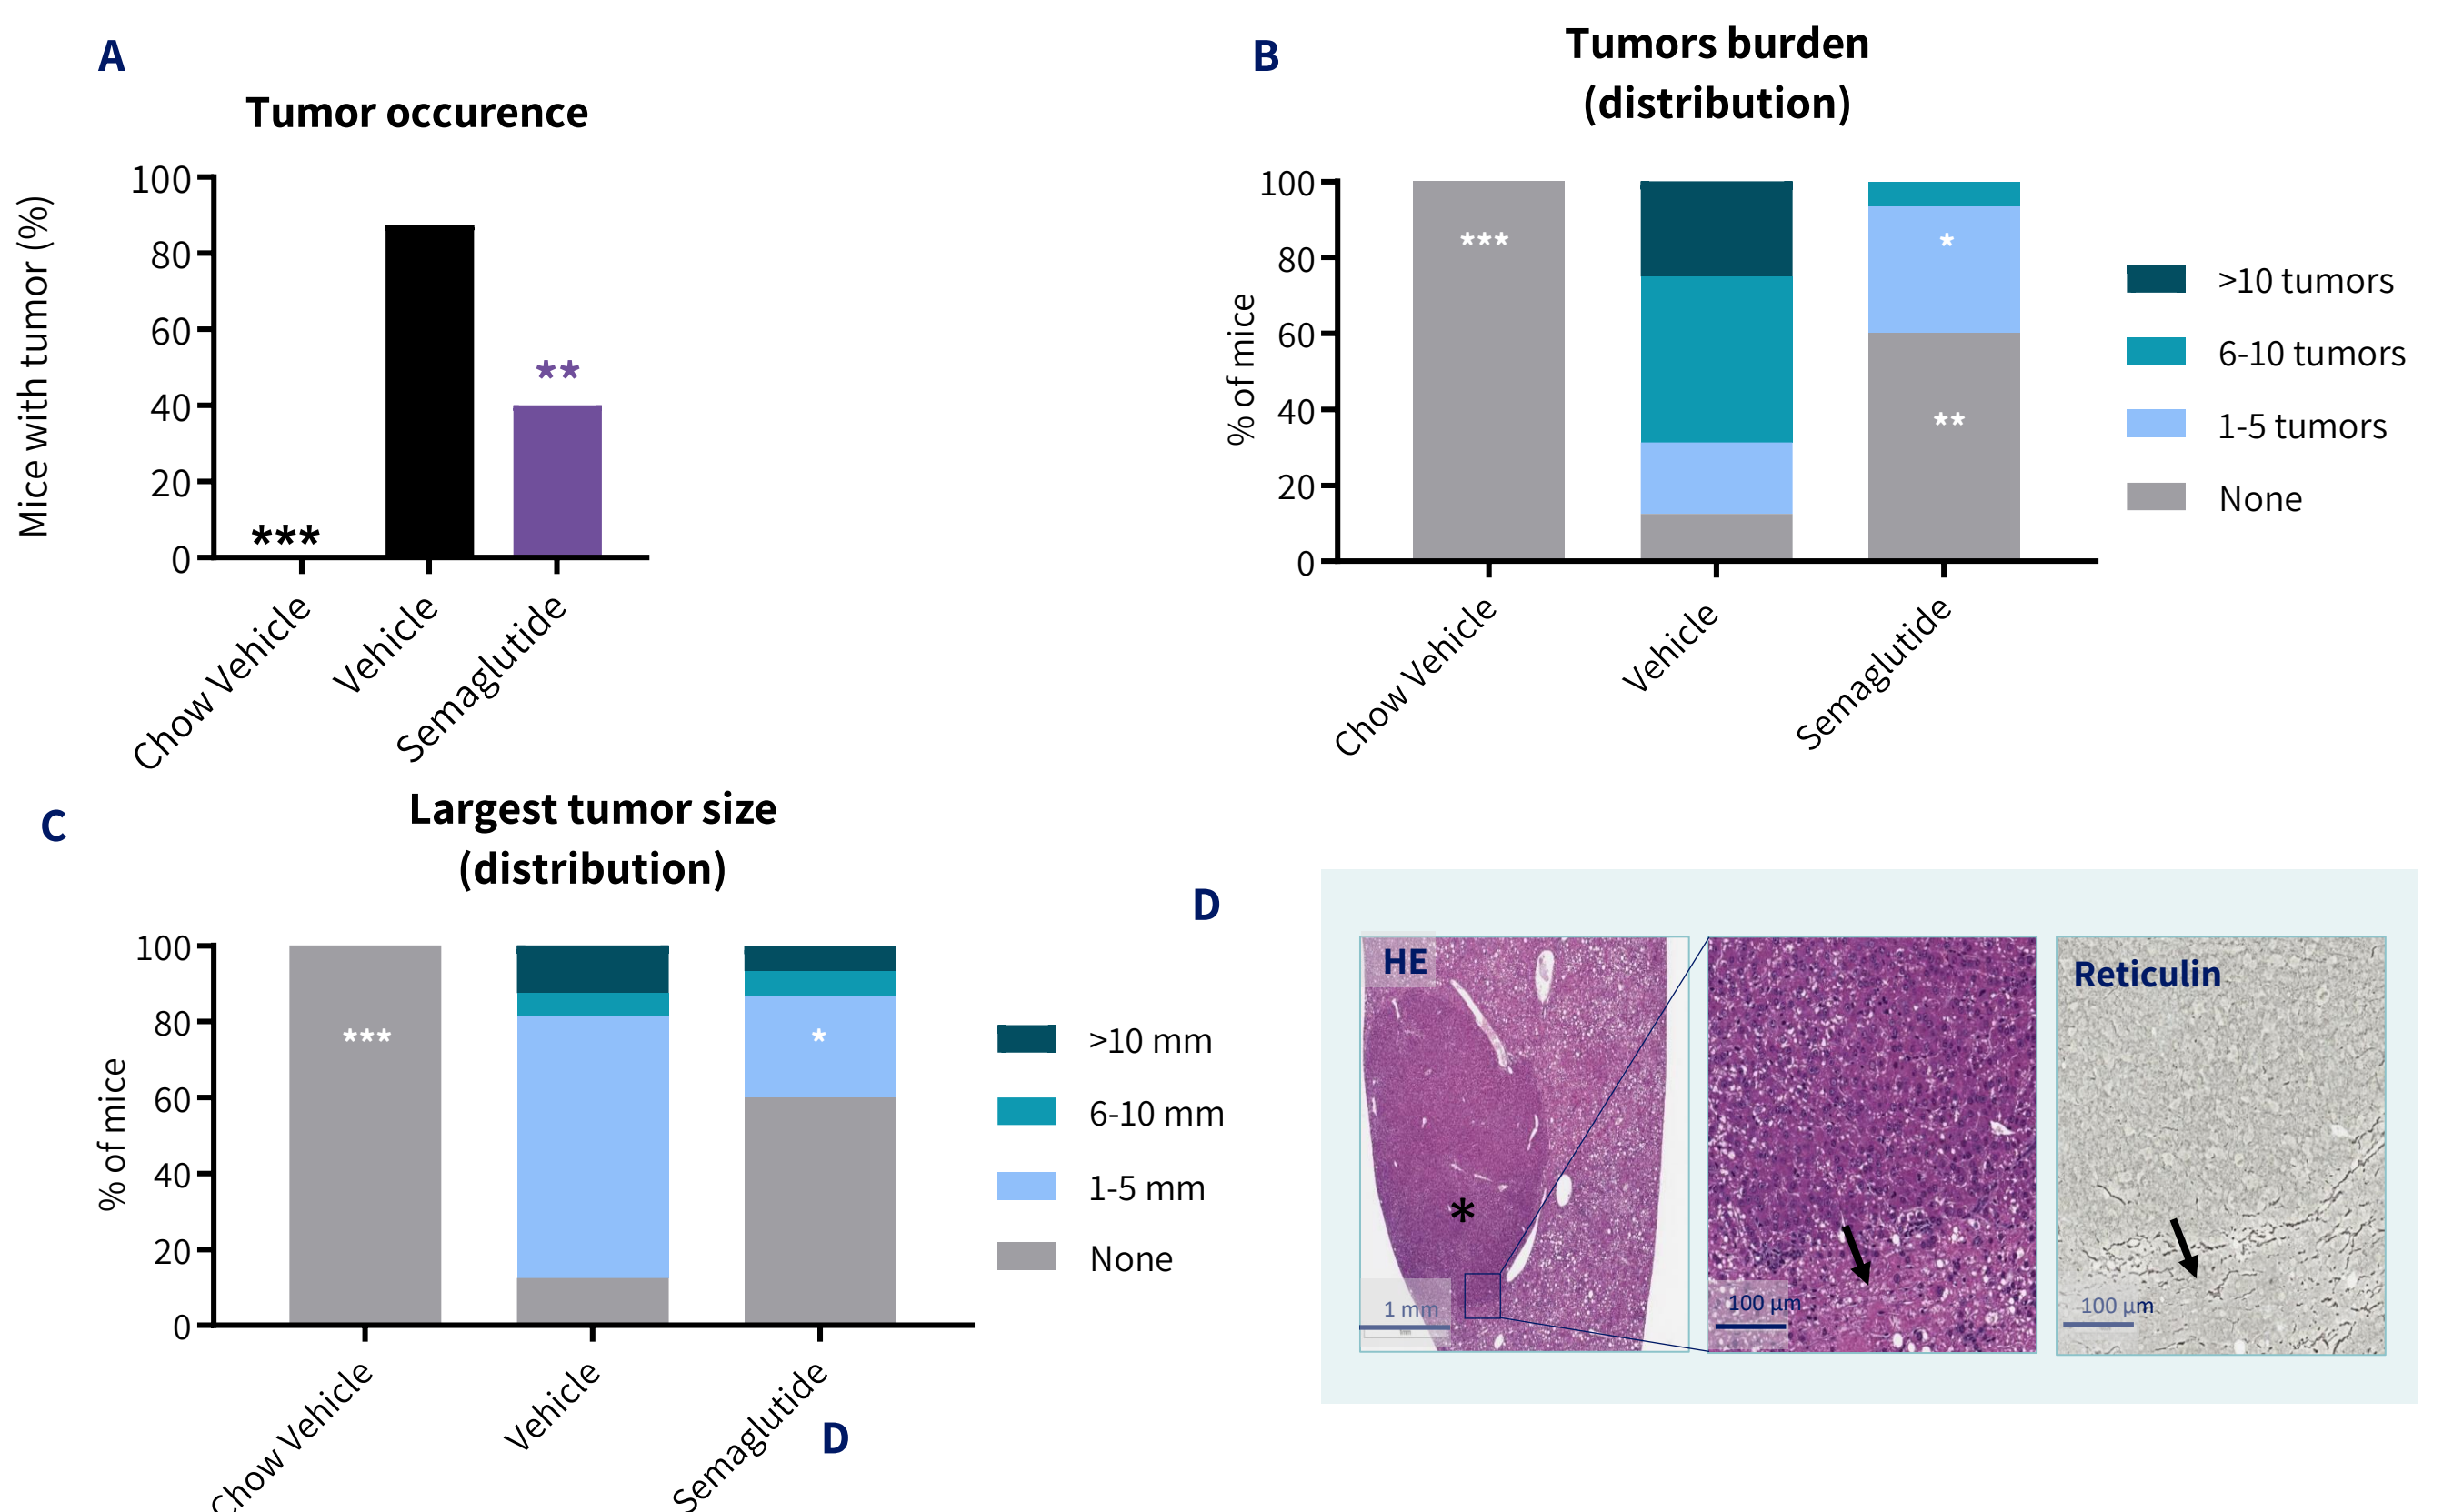 A
Tumor occurence
Mice with tumor (%)
100
80
60
40
20
0
***
**
Chow Vehicle
Vehicle
Semaglutide
B
Tumors burden
(distribution)
% of mice
100
80
60
40
20
0
***
*
**
Chow Vehicle
Vehicle
Semaglutide
>10 tumors
6-10 tumors
1-5 tumors
None
C
Largest tumor size
(distribution)
% of mice
100
80
60
40
20
0
***
*
Chow Vehicle
Vehicle
Semaglutide
>10 mm
6-10 mm
1-5 mm
None
D
D
HE
*
1 mm
100 µm
Reticulin
100 µm